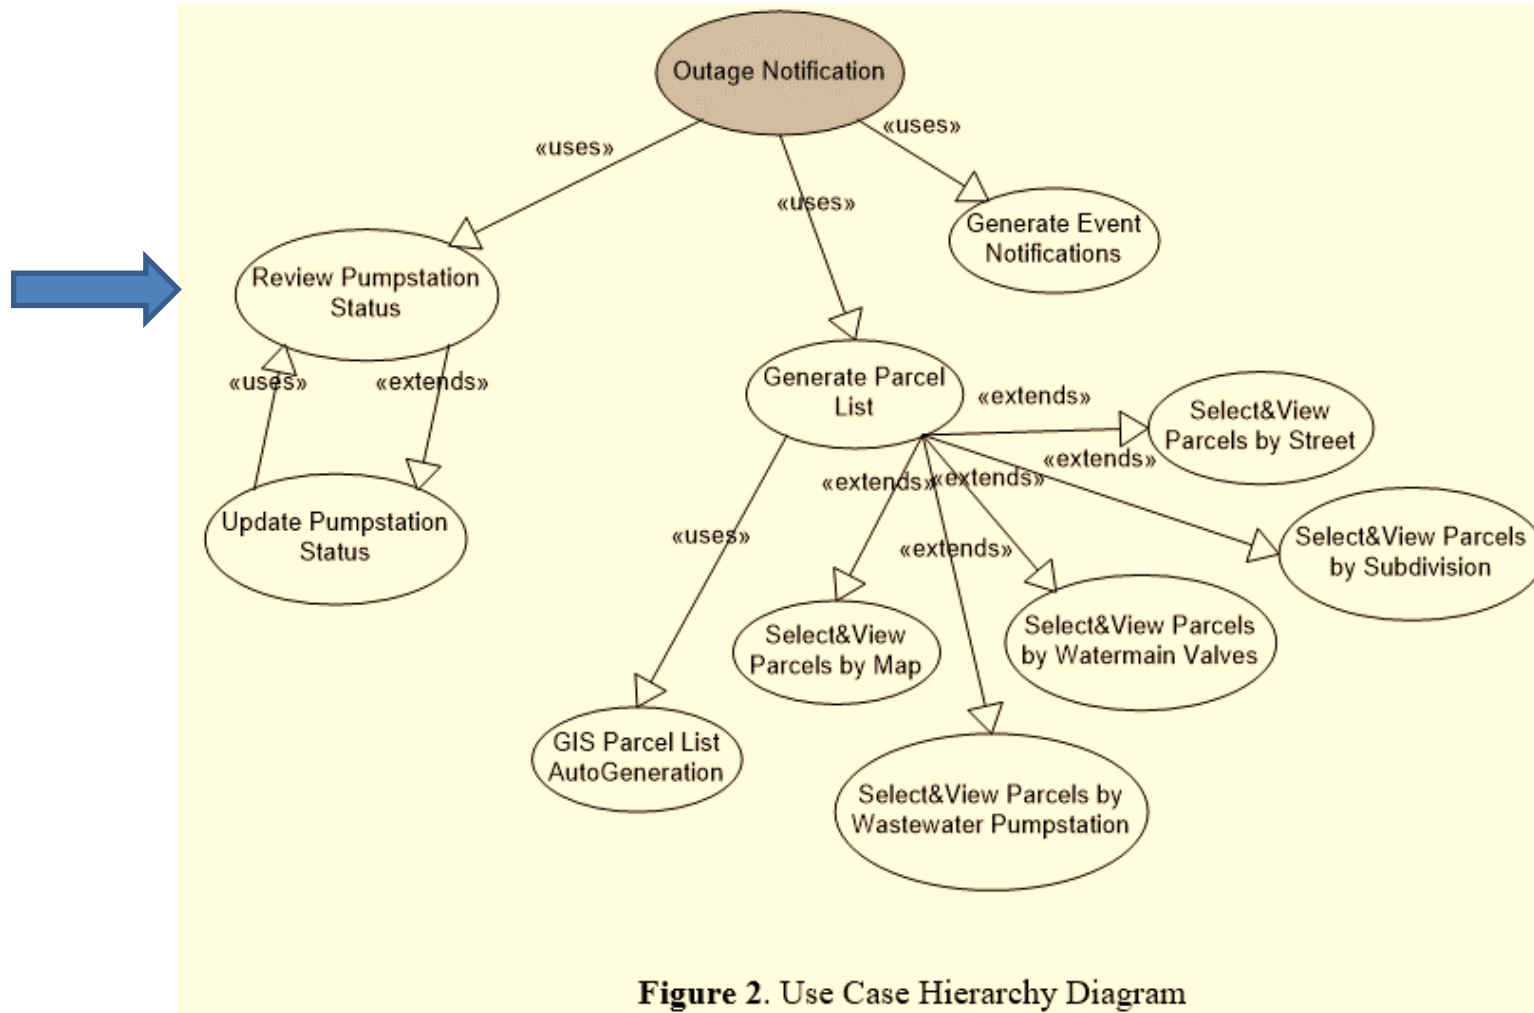 Outage Notification
«uses»
«uses»
«uses»
Generate Event
Notifications
Review Pumpstation
Status
«uses»
«extends»
Generate Parcel
List
«extends»
Select&View
Parcels by Street
«extends»
«extends»
«extends»
Update Pumpstation
Status
«uses»
«extends»
Select&View Parcels
by Subdivision
Select&View
Parcels by Map
Select&View Parcels
by Watermain Valves
GIS Parcel List
AutoGeneration
Select&View Parcels by
Wastewater Pumpstation
Figure 2. Use Case Hierarchy Diagram